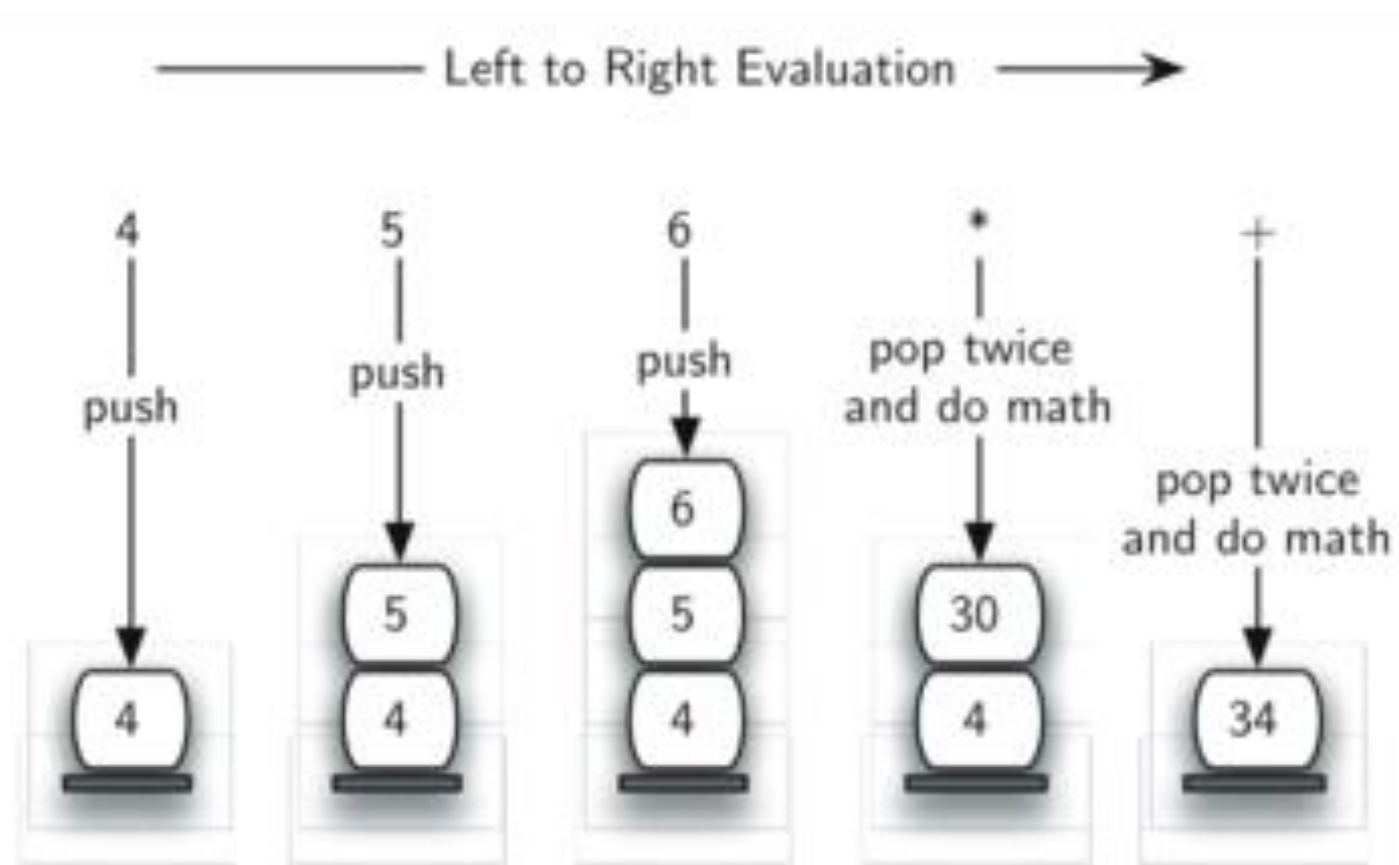 Left to Right Evaluation
4 5 6 * +
push
push
push
pop twice
and do math
pop twice
and do math
6
5 5 30
4 4 4 4 34